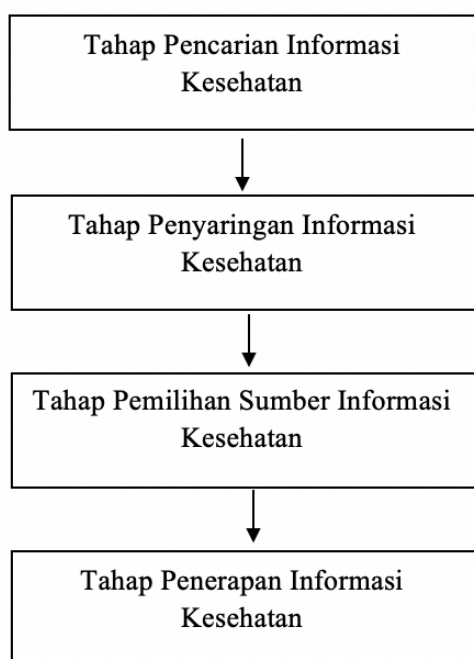 Tahap Pencarian Informasi
Kesehatan
Tahap Penyaringan Informasi
Kesehatan
Tahap Pemilihan Sumber Informasi
Kesehatan
Tahap Penerapan Informasi
Kesehatan